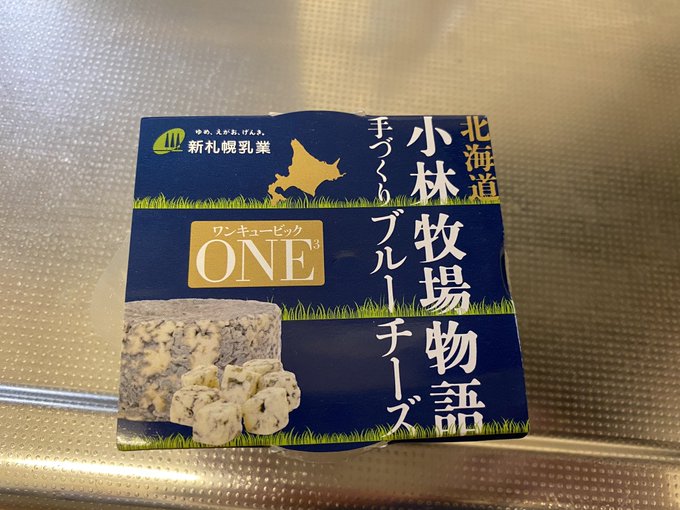 ゆめ、えがお、げんき。
新札幌乳業
北海道
小林牧場物語
手づくりブルーチーズ
ワンキュービック
ONE³